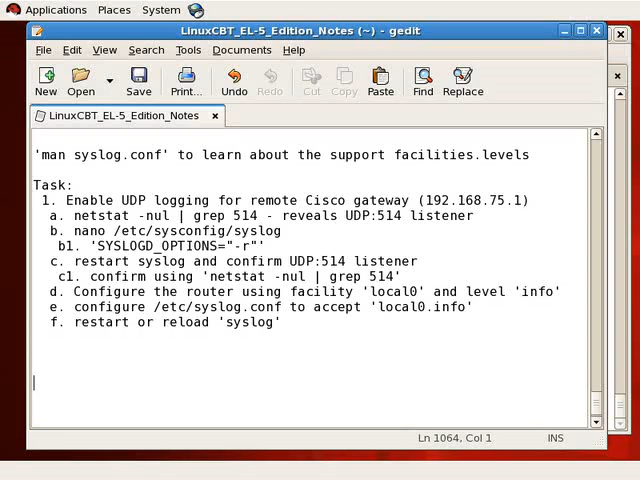 Applications Places System
LinuxCBT_EL-5_Edition_Notes (~) - gedit
File Edit View Search Tools Documents Help
New Open Save Print... Undo Redo Cut Copy Paste Find Replace
LinuxCBT_EL-5_Edition_Notes
'man syslog.conf' to learn about the support facilities.levels
Task:
1. Enable UDP logging for remote Cisco gateway (192.168.75.1)
a. netstat -nul | grep 514 - reveals UDP:514 listener
b. nano /etc/sysconfig/syslog
b1. 'SYSLOGD_OPTIONS="-r"'
c. restart syslog and confirm UDP:514 listener
c1. confirm using 'netstat -nul | grep 514'
d. Configure the router using facility 'local0' and level 'info'
e. configure /etc/syslog.conf to accept 'local0.info'
f. restart or reload 'syslog'
Ln 1064, Col 1 INS